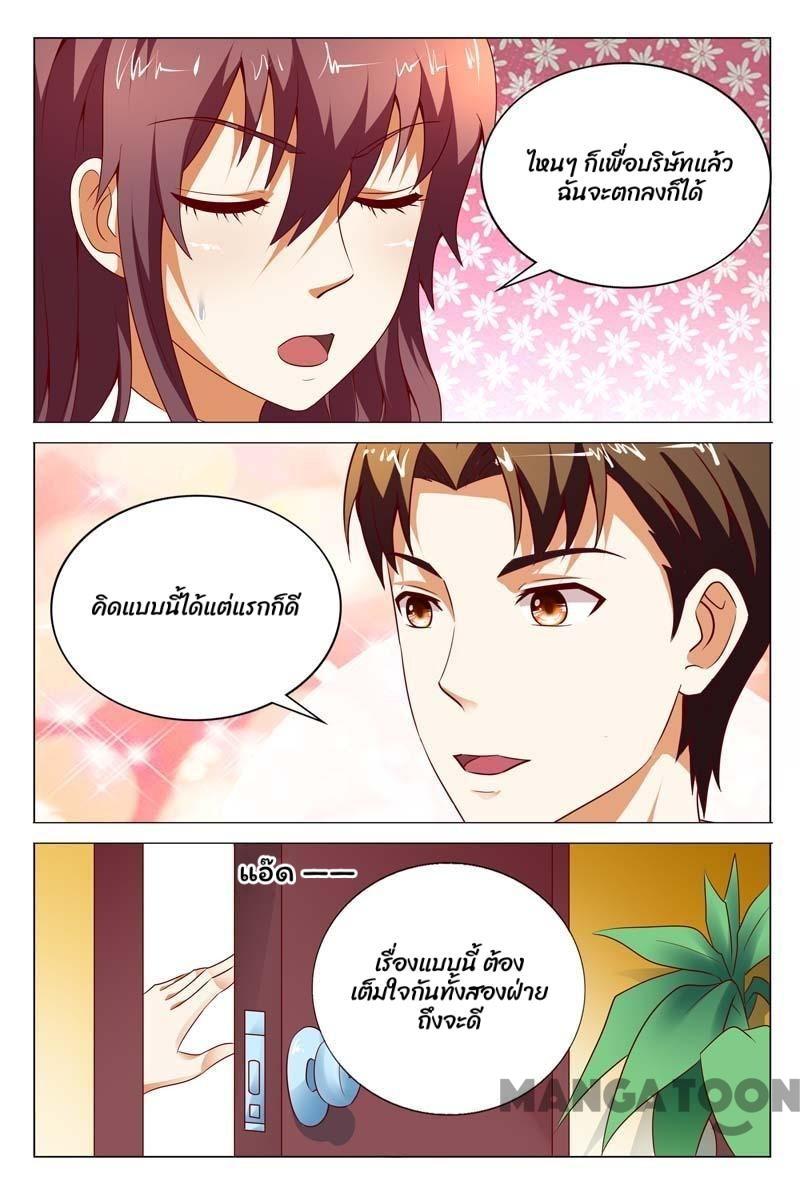 ไหนๆ ก็เพื่อบริษัทแล้ว
ฉันจะตกลงก็ได้
คิดแบบนี้ได้แต่แรกก็ดี
แอ๊ด ——
เรื่องแบบนี้ ต้อง
เต็มใจกันทั้งสองฝ่าย
ถึงจะดี
MANGATOON